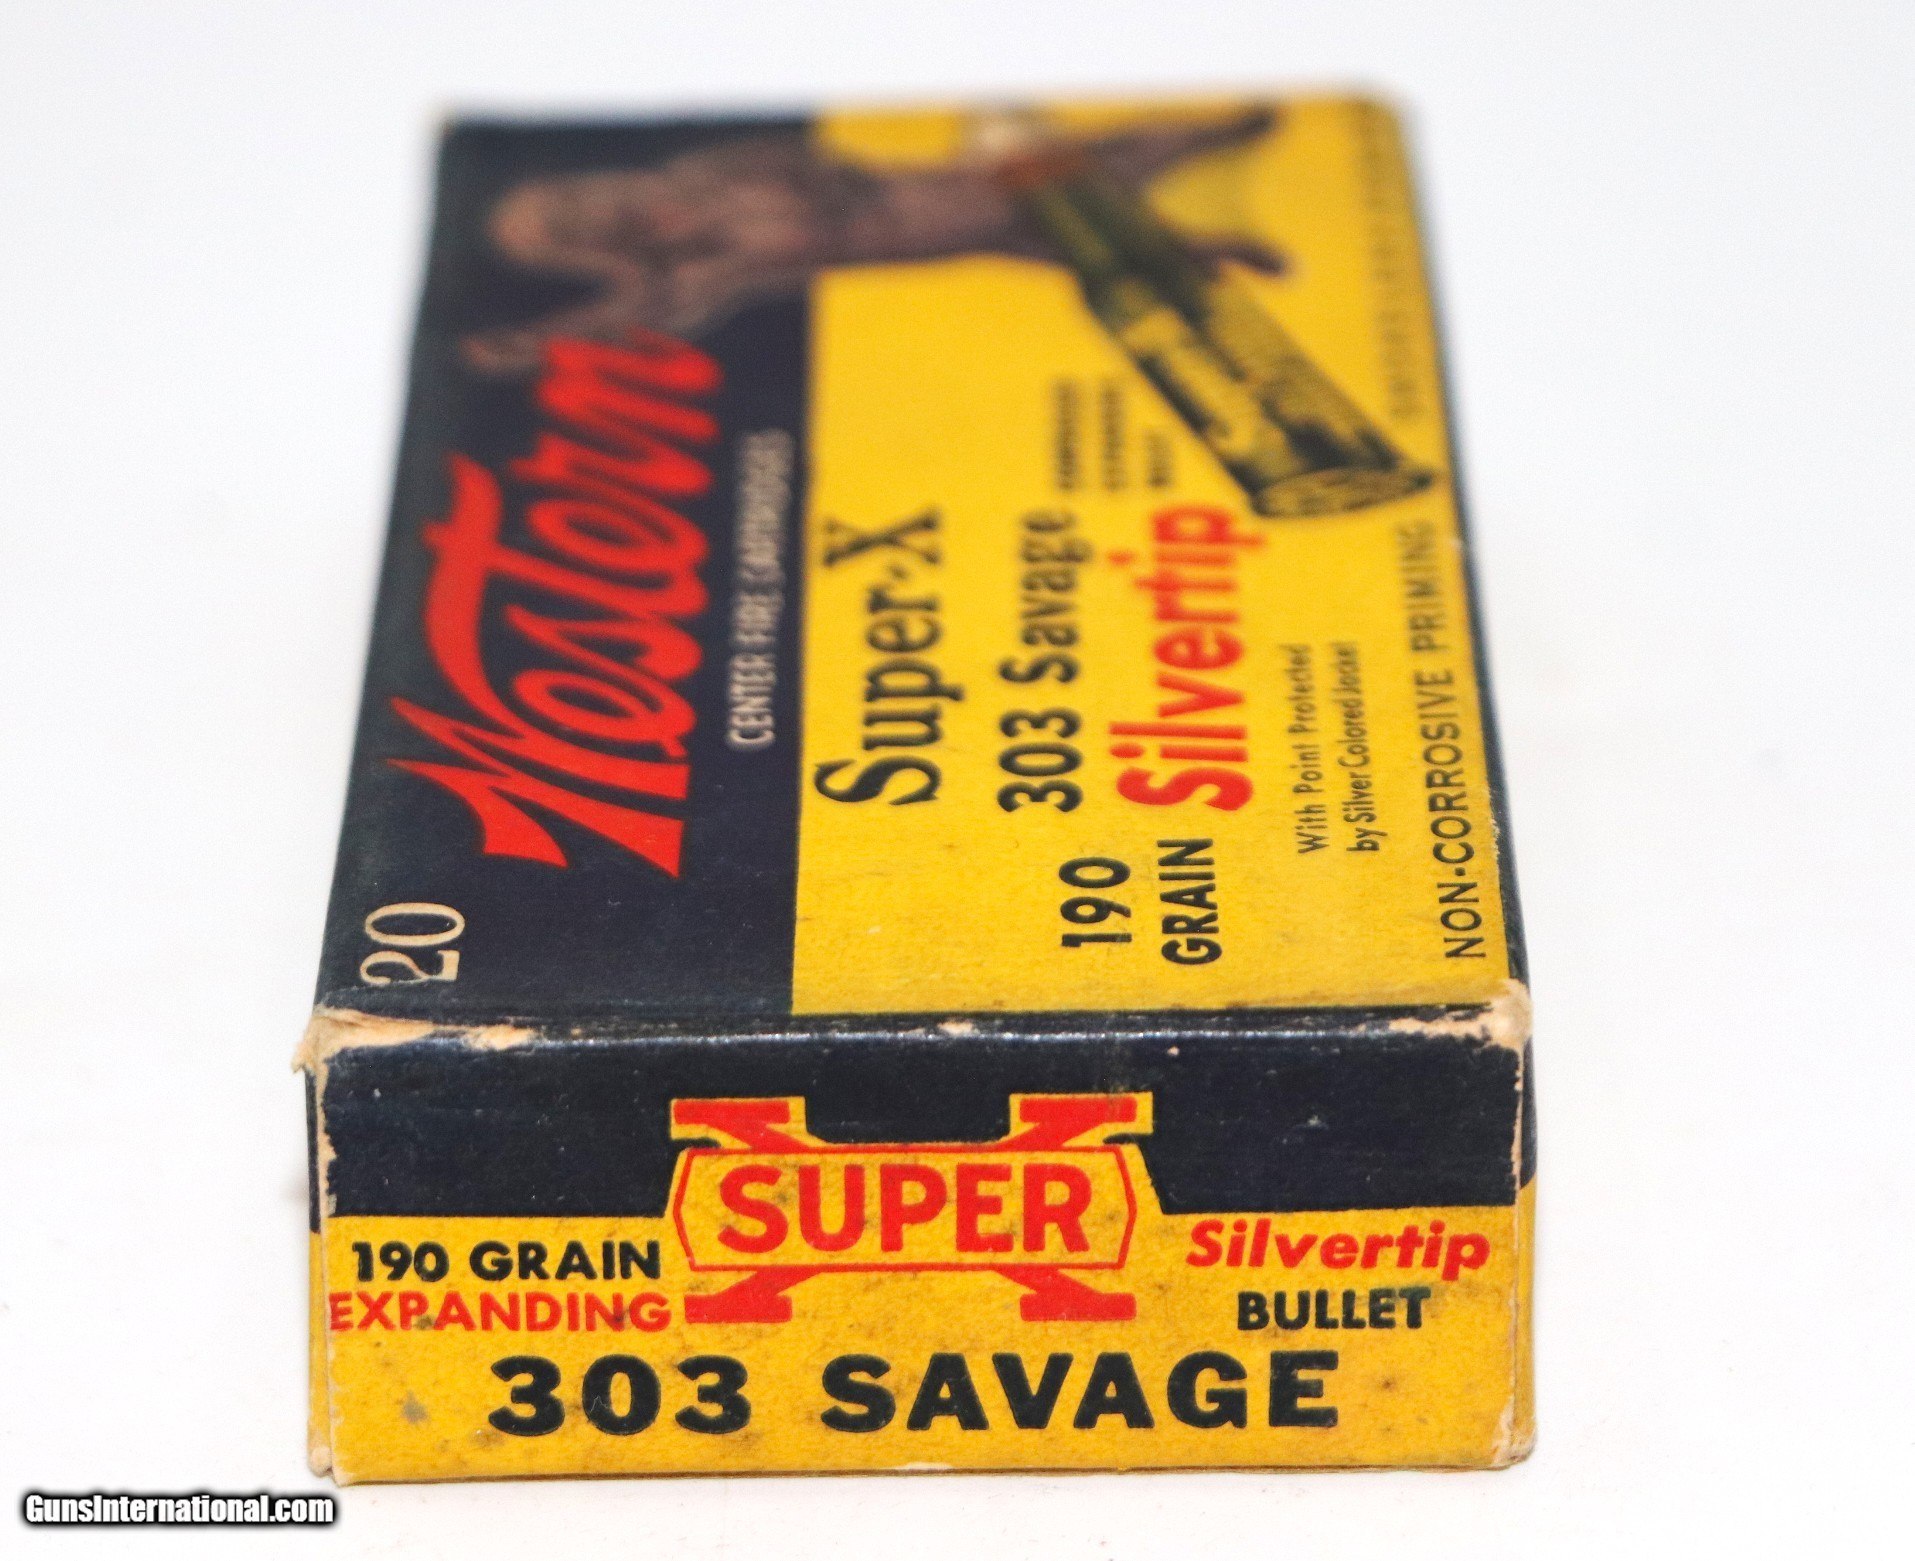 20
Western
CENTER FIRE CARTRIDGES
Super-X
303 Savage
190
GRAIN
Silvertip
With Point Protected
by Silver Colored Jacket
NON-CORROSIVE PRIMING
SUPER X
190 GRAIN
EXPANDING
Silvertip
BULLET
303 SAVAGE
GunsInternational.com